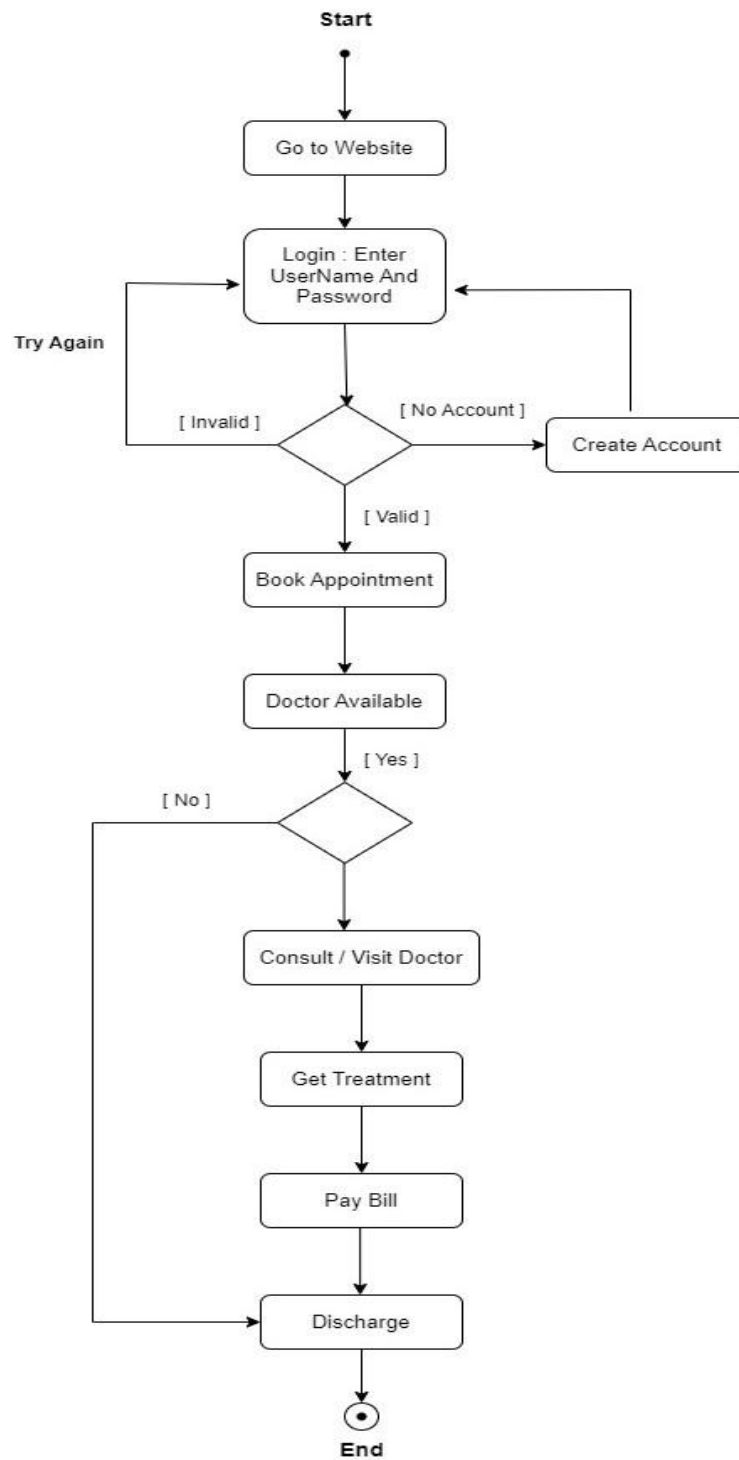 Start
Go to Website
Login : Enter
UserName And
Password
Try Again
[ Invalid ]
[ No Account ]
Create Account
[ Valid ]
Book Appointment
Doctor Available
[ Yes ]
[ No ]
Consult / Visit Doctor
Get Treatment
Pay Bill
Discharge
End